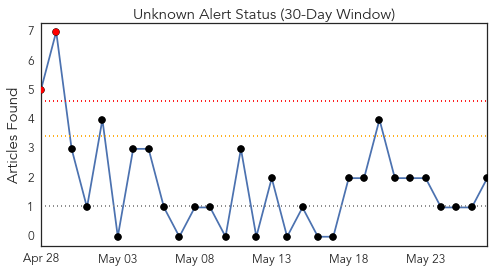 Unknown Alert Status (30-Day Window)
Articles Found
7
6
5
4
3
2
1
0
Apr 28
May 03
May 08
May 13
May 18
May 23